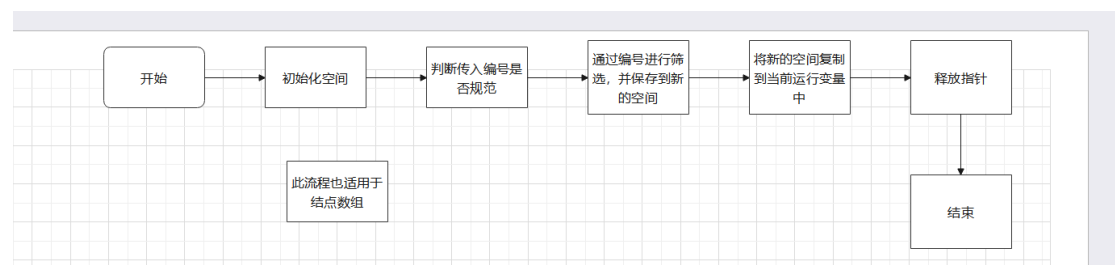 开始
初始化空间
判断传入编号是
否规范
通过编号进行筛
选，并保存到新
的空间
将新的空间复制
到当前运行变量
中
释放指针
此流程也适用于
结点数组
结束